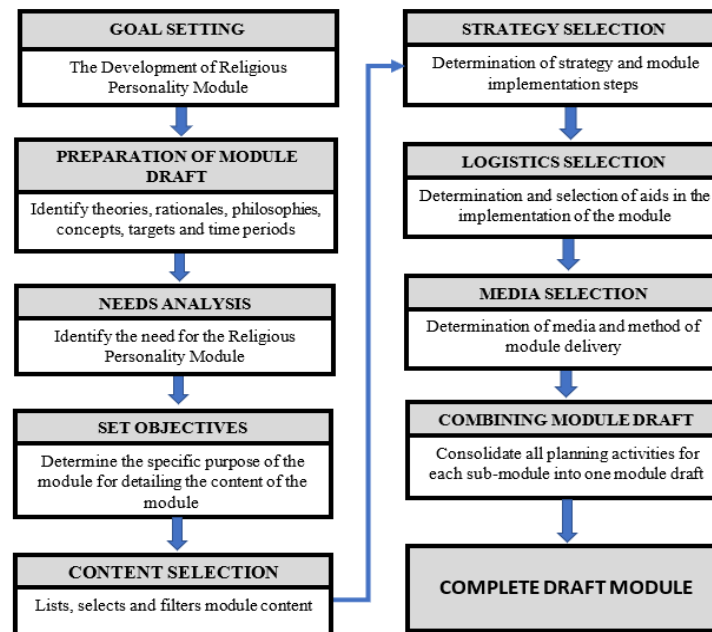 GOAL SETTING
The Development of Religious
Personality Module
PREPARATION OF MODULE
DRAFT
Identify theories, rationales, philosophies,
concepts, targets and time periods
NEEDS ANALYSIS
Identify the need for the Religious
Personality Module
SET OBJECTIVES
Determine the specific purpose of the
module for detailing the content of the
module
CONTENT SELECTION
Lists, selects and filters module content
STRATEGY SELECTION
Determination of strategy and module
implementation steps
LOGISTICS SELECTION
Determination and selection of aids in the
implementation of the module
MEDIA SELECTION
Determination of media and method of
module delivery
COMBINING MODULE DRAFT
Consolidate all planning activities for
each sub-module into one module draft
COMPLETE DRAFT MODULE